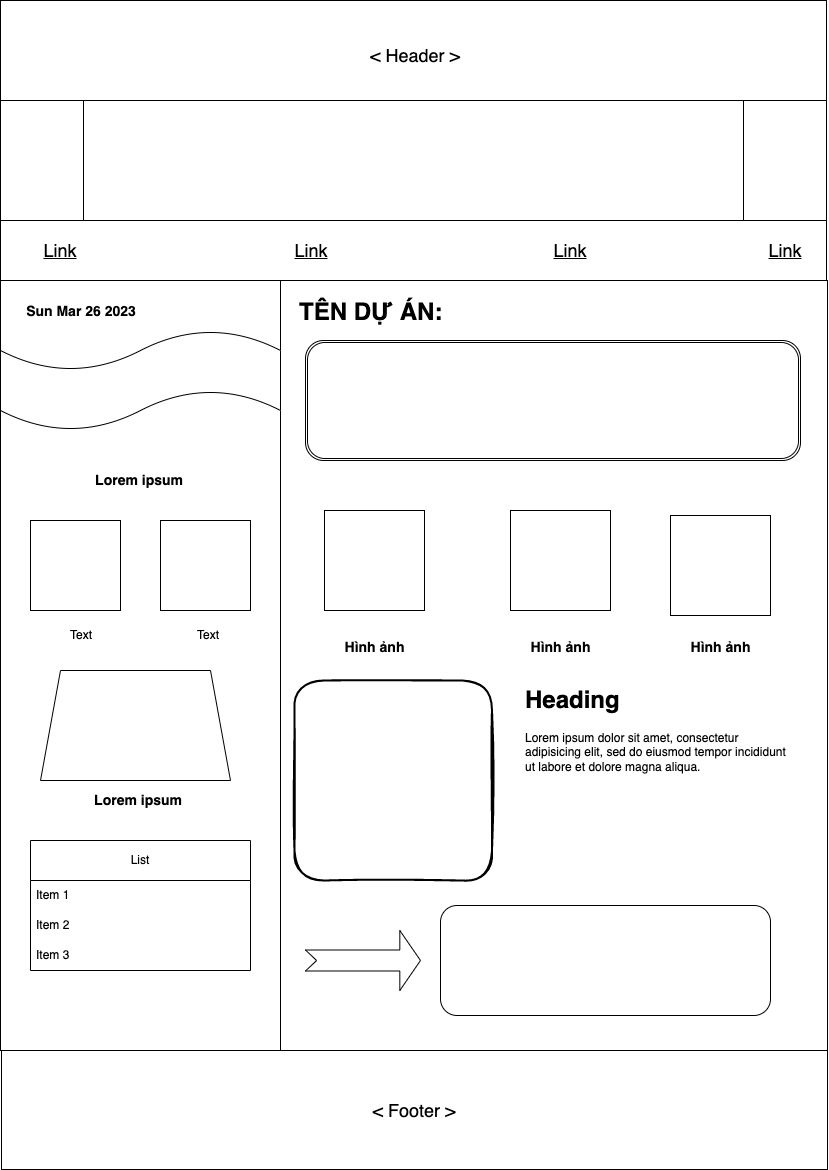 < Header >
Link
Link
Link
Link
Sun Mar 26 2023
Lorem ipsum
Text
Text
Lorem ipsum
List
Item 1
Item 2
Item 3
TÊN DỰ ÁN:
Hình ảnh
Hình ảnh
Hình ảnh
Heading
Lorem ipsum dolor sit amet, consectetur
adipisicing elit, sed do eiusmod tempor incididunt
ut labore et dolore magna aliqua.
< Footer >